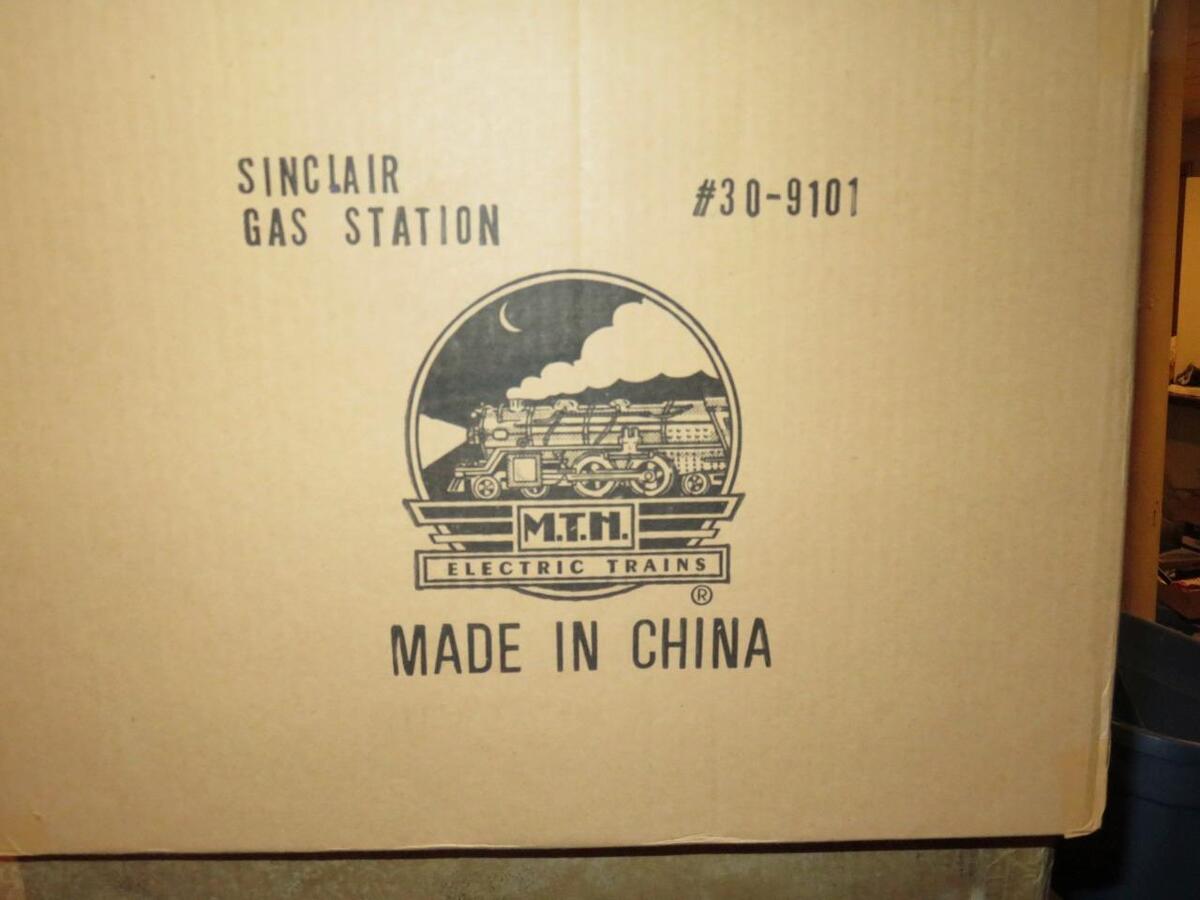 SINCLAIR
GAS STATION
#30-9101
M.T.H.
ELECTRIC TRAINS
®
MADE IN CHINA